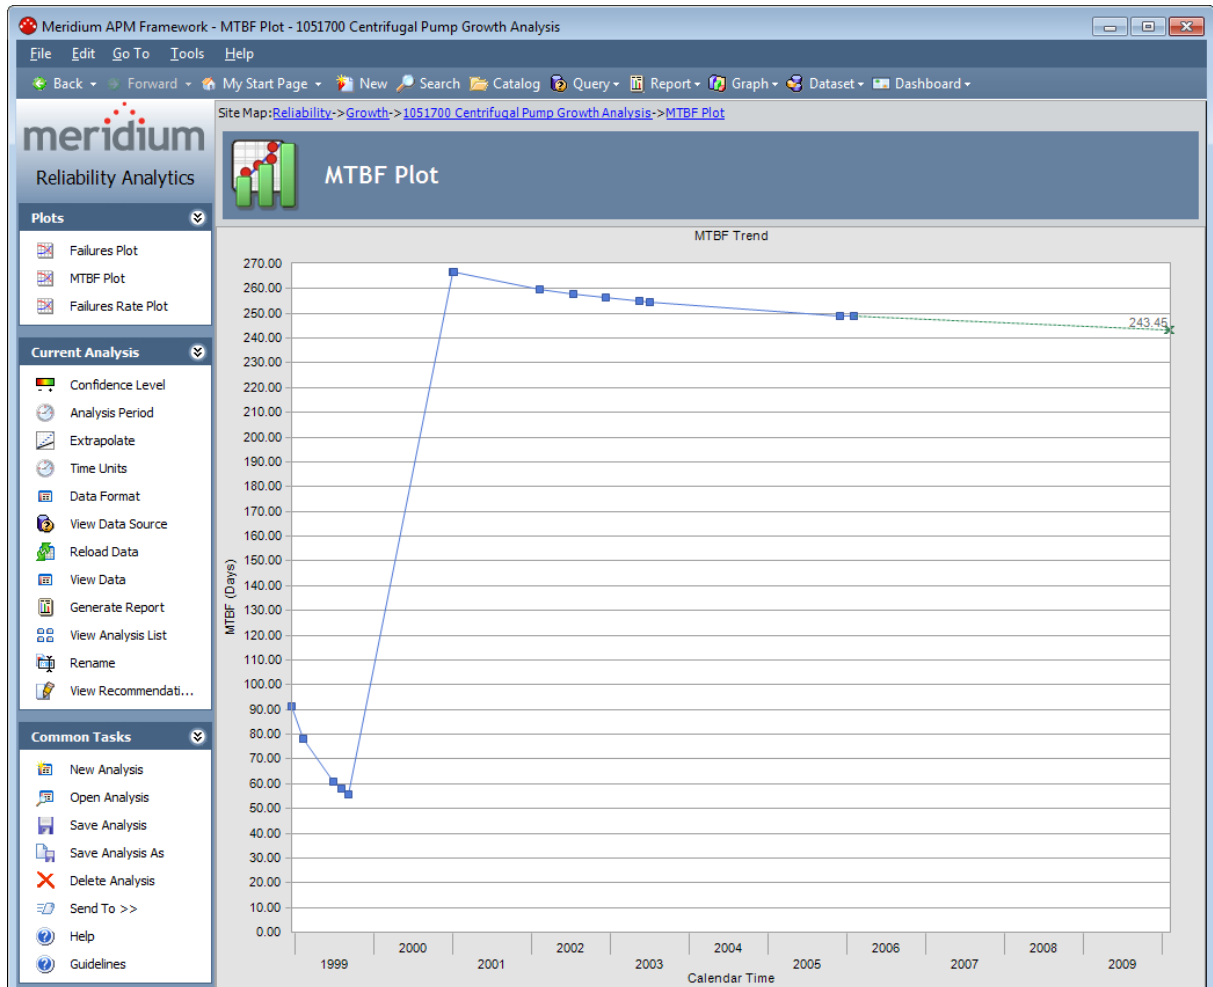 Meridium APM Framework - MTBF Plot - 1051700 Centrifugal Pump Growth Analysis
File Edit Go To Tools Help
Back Forward My Start Page New Search Catalog Query Report Graph Dataset Dashboard
meridium
Reliability Analytics
Plots
Failures Plot
MTBF Plot
Failures Rate Plot
Current Analysis
Confidence Level
Analysis Period
Extrapolate
Time Units
Data Format
View Data Source
Reload Data
View Data
Generate Report
View Analysis List
Rename
View Recommendati...
Common Tasks
New Analysis
Open Analysis
Save Analysis
Save Analysis As
Delete Analysis
Send To >>
Help
Guidelines
Site Map:Reliability->Growth->1051700 Centrifugal Pump Growth Analysis->MTBF Plot
MTBF Plot
MTBF Trend
270.00
260.00
250.00
240.00
230.00
220.00
210.00
200.00
190.00
180.00
170.00
160.00
150.00
140.00
130.00
120.00
110.00
100.00
90.00
80.00
70.00
60.00
50.00
40.00
30.00
20.00
10.00
0.00
MTBF (Days)
243.45
2000 2002 2004 2006 2008
1999 2001 2003 2005 2007 2009
Calendar Time